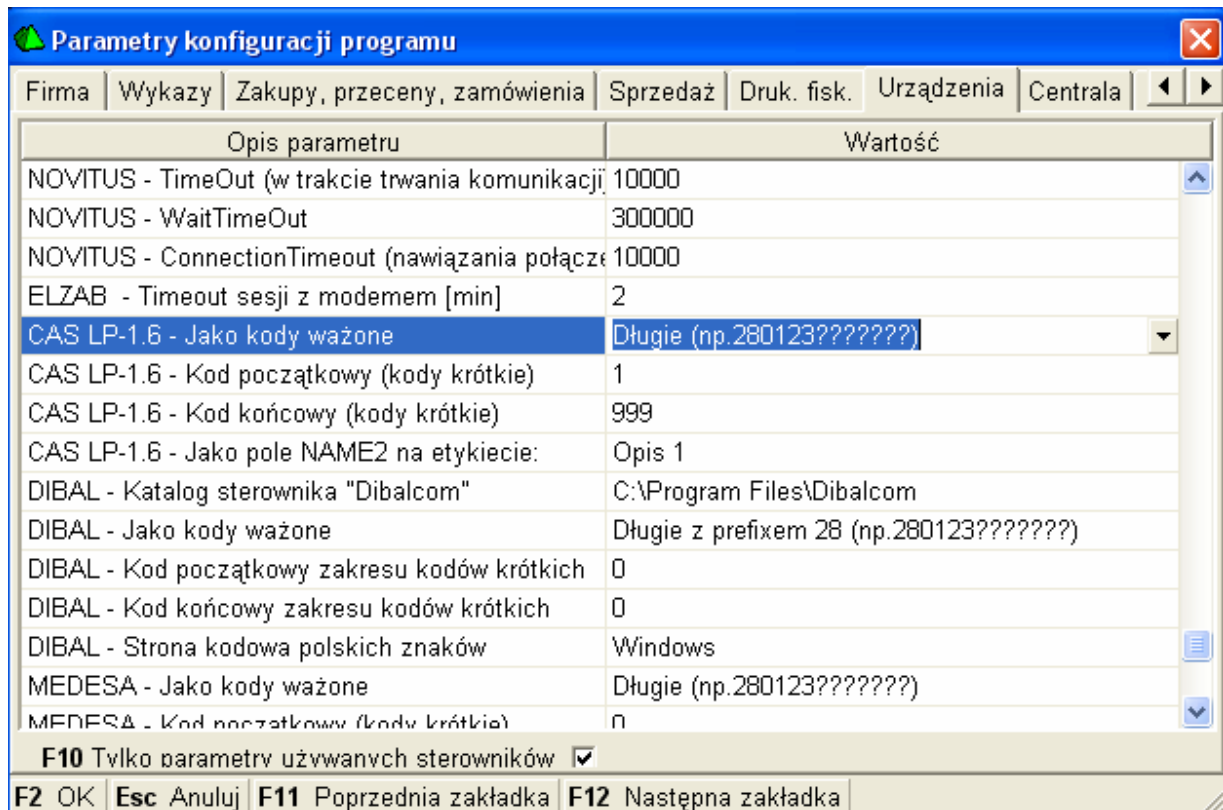 Parametry konfiguracji programu
Firma Wykazy Zakupy, przeceny, zamówienia Sprzedaż Druk. fisk. Urządzenia Centrala
Opis parametru Wartość
NOVITUS - TimeOut (w trakcie trwania komunikacji) 10000
NOVITUS - WaitTimeOut 300000
NOVITUS - ConnectionTimeout (nawiązania połącze 10000
ELZAB - Timeout sesji z modemem [min] 2
CAS LP-1.6 - Jako kody ważone Długie (np.280123???????)
CAS LP-1.6 - Kod początkowy (kody krótkie) 1
CAS LP-1.6 - Kod końcowy (kody krótkie) 999
CAS LP-1.6 - Jako pole NAME2 na etykiecie: Opis 1
DIBAL - Katalog sterownika "Dibalcom" C:\Program Files\Dibalcom
DIBAL - Jako kody ważone Długie z prefixem 28 (np.280123???????)
DIBAL - Kod początkowy zakresu kodów krótkich 0
DIBAL - Kod końcowy zakresu kodów krótkich 0
DIBAL - Strona kodowa polskich znaków Windows
MEDESA - Jako kody ważone Długie (np.280123???????)
MEDESA - Kod początkowy (kody krótkie) 0
F10 Tylko parametry używanych sterowników
F2 OK Esc Anuluj F11 Poprzednia zakładka F12 Następna zakładka